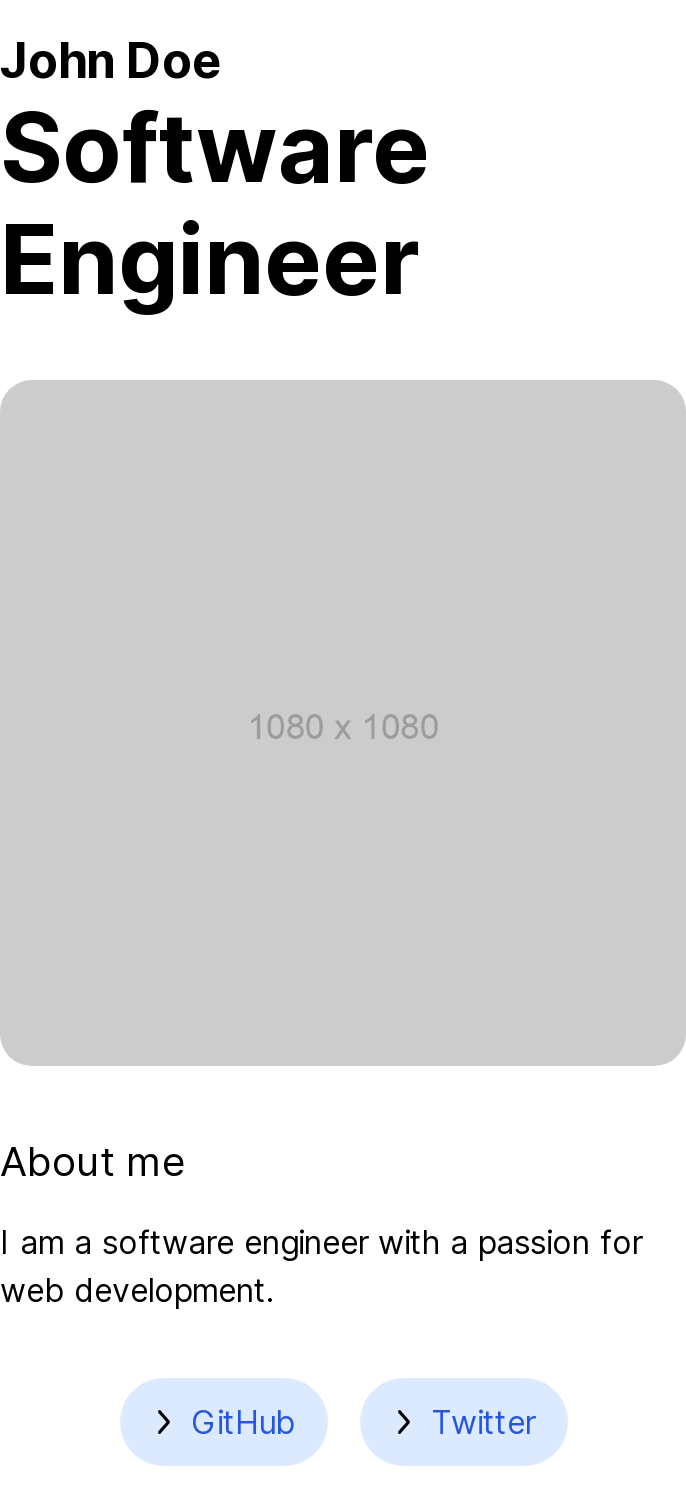 John Doe
Software
Engineer
1080 x 1080
About me
I am a software engineer with a passion for
web development.
GitHub
Twitter